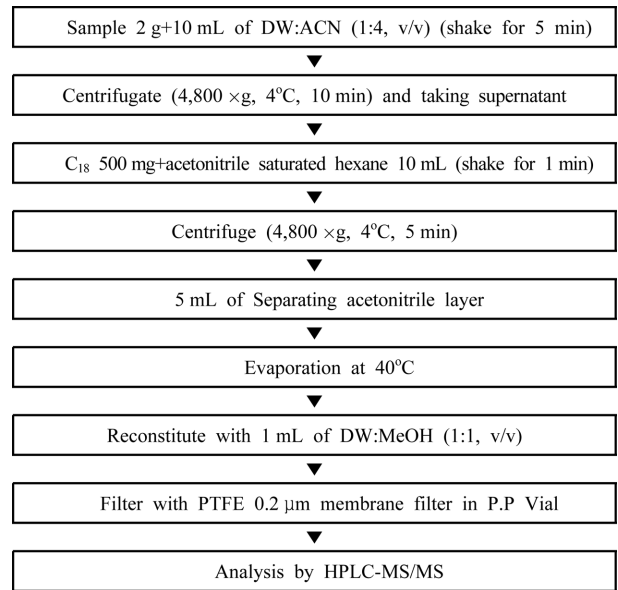 Sample 2 g+10 mL of DW:ACN (1:4, v/v) (shake for 5 min)
Centrifugate (4,800 ×g, 4°C, 10 min) and taking supernatant
C₁₈ 500 mg+acetonitrile saturated hexane 10 mL (shake for 1 min)
Centrifuge (4,800 ×g, 4°C, 5 min)
5 mL of Separating acetonitrile layer
Evaporation at 40°C
Reconstitute with 1 mL of DW:MeOH (1:1, v/v)
Filter with PTFE 0.2 μm membrane filter in P.P Vial
Analysis by HPLC-MS/MS